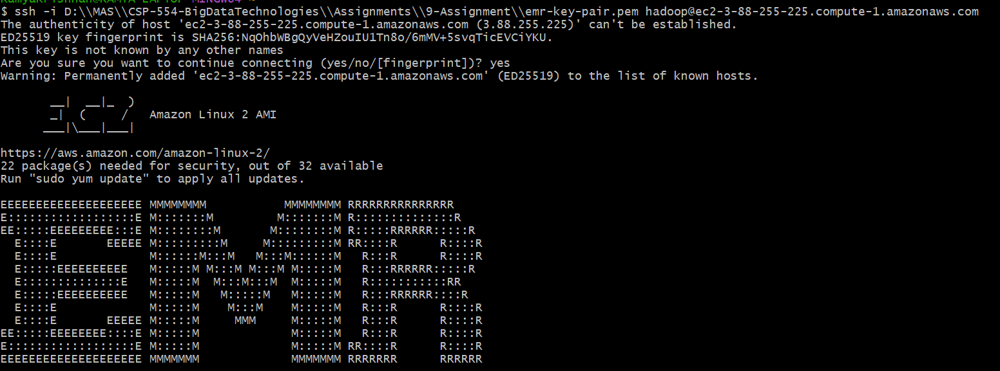 $ ssh -i D:\\MAS\\CSP-554-BigDataTechnologies\\Assignments\\9-Assignment\\emr-key-pair.pem hadoop@ec2-3-88-255-225.compute-1.amazonaws.com
The authenticity of host 'ec2-3-88-255-225.compute-1.amazonaws.com (3.88.255.225)' can't be established.
ED25519 key fingerprint is SHA256:NqOhbWBgQyVeHZouIU1Tn8o/6mMV+5svqTicEVCiYKU.
This key is not known by any other names
Are you sure you want to continue connecting (yes/no/[fingerprint])? yes
Warning: Permanently added 'ec2-3-88-255-225.compute-1.amazonaws.com' (ED25519) to the list of known hosts.

       __|  __|_  )
       _|  (     /   Amazon Linux 2 AMI
      ___|\___|___|

https://aws.amazon.com/amazon-linux-2/
22 package(s) needed for security, out of 32 available
Run "sudo yum update" to apply all updates.

EEEEEEEEEEEEEEEEEEEE MMMMMMMM           MMMMMMMM RRRRRRRRRRRRRRR
E::::::::::::::::::E M:::::::M         M:::::::M R::::::::::::::R
EE:::::EEEEEEEEE:::E M::::::::M       M::::::::M R:::::RRRRRR:::::R
  E::::E       EEEEE M:::::::::M     M:::::::::M RR::::R      R::::R
  E::::E             M::::::M:::M   M:::M::::::M   R:::R      R::::R
  E:::::EEEEEEEEEE   M:::::M M:::M M:::M M:::::M   R:::RRRRRR:::::R
  E::::::::::::::E   M:::::M  M:::M:::M  M:::::M   R:::::::::::RR
  E:::::EEEEEEEEEE   M:::::M   M:::::M   M:::::M   R:::RRRRRR::::R
  E::::E             M:::::M    M:::M    M:::::M   R:::R      R::::R
  E::::E       EEEEE M:::::M     MMM     M:::::M   R:::R      R::::R
EE:::::EEEEEEEE::::E M:::::M             M:::::M   R:::R      R::::R
E::::::::::::::::::E M:::::M             M:::::M RR::::R      R::::R
EEEEEEEEEEEEEEEEEEEE MMMMMMM             MMMMMMM RRRRRRR      RRRRRR